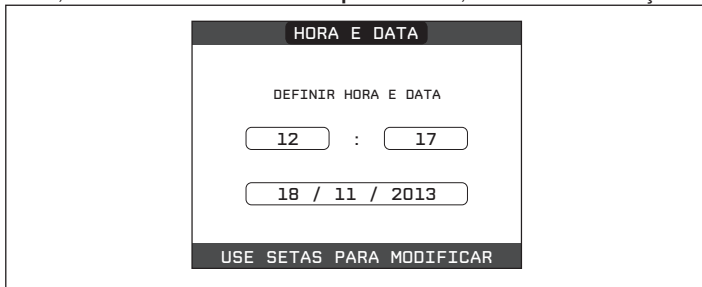 HORA E DATA
DEFINIR HORA E DATA
12 : 17
18 / 11 / 2013
USE SETAS PARA MODIFICAR